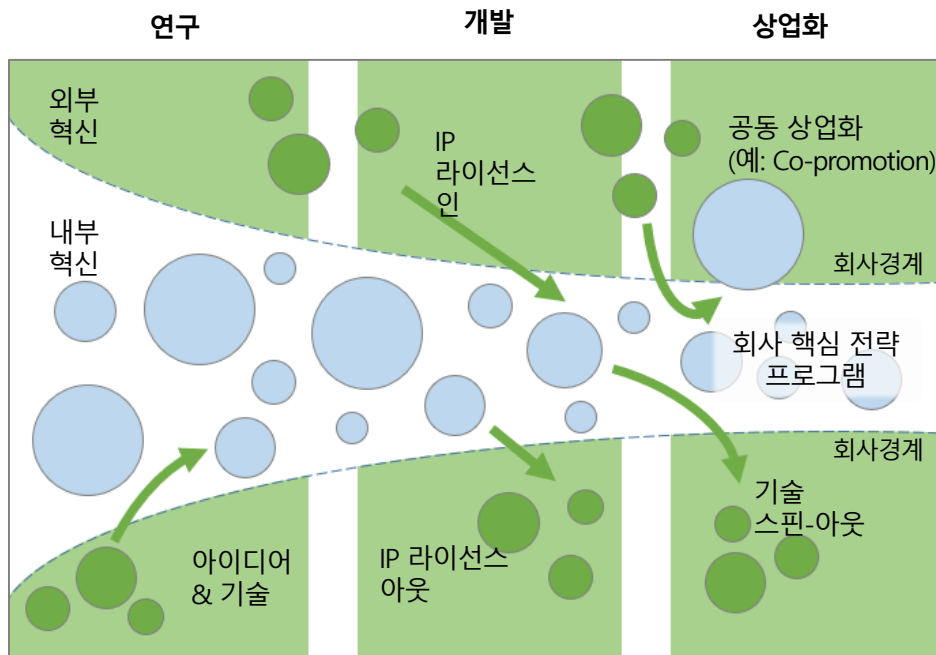 연구
개발
상업화
외부
혁신
IP
라이선스
인
공동 상업화
(예: Co-promotion)
내부
혁신
회사경계
회사 핵심 전략
프로그램
회사경계
아이디어
& 기술
IP 라이선스
아웃
기술
스핀-아웃